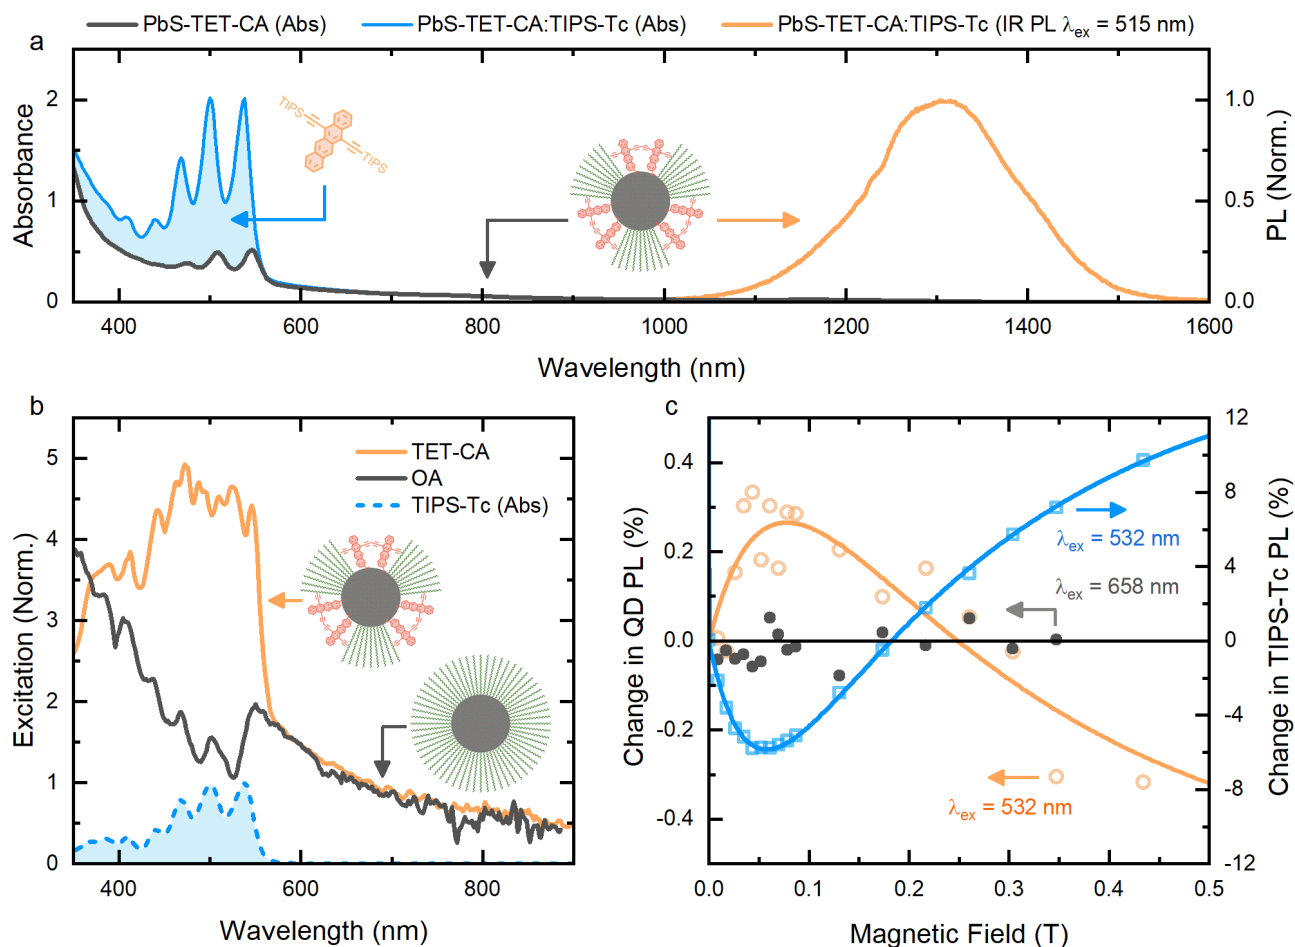 PbS-TET-CA (Abs) PbS-TET-CA:TIPS-Tc (Abs) PbS-TET-CA:TIPS-Tc (IR PL λex = 515 nm)
a
Absorbance
2
1
0
TIPS
TIPS
1.0
0.5
0.0
PL (Norm.)
400 600 800 1000 1200 1400 1600
Wavelength (nm)
b
Excitation (Norm.)
5
4
3
2
1
0
TET-CA
OA
TIPS-Tc (Abs)
400 600 800
Wavelength (nm)
c
Change in QD PL (%)
0.4
0.2
0.0
-0.2
-0.4
λex = 532 nm
λex = 658 nm
λex = 532 nm
12
8
4
0
-4
-8
-12
Change in TIPS-Tc PL (%)
0.0 0.1 0.2 0.3 0.4 0.5
Magnetic Field (T)